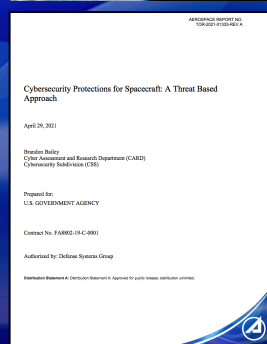 AEROSPACE REPORT NO.
TOR-2021-01333-REV A
Cybersecurity Protections for Spacecraft: A Threat Based
Approach
April 29, 2021
Brandon Bailey
Cyber Assessment and Research Department (CARD)
Cybersecurity Subdivision (CSS)
Prepared for:
U.S. GOVERNMENT AGENCY
Contract No. FA8802-19-C-0001
Authorized by: Defense Systems Group
Distribution Statement A: Distribution Statement A: Approved for public release; distribution unlimited.